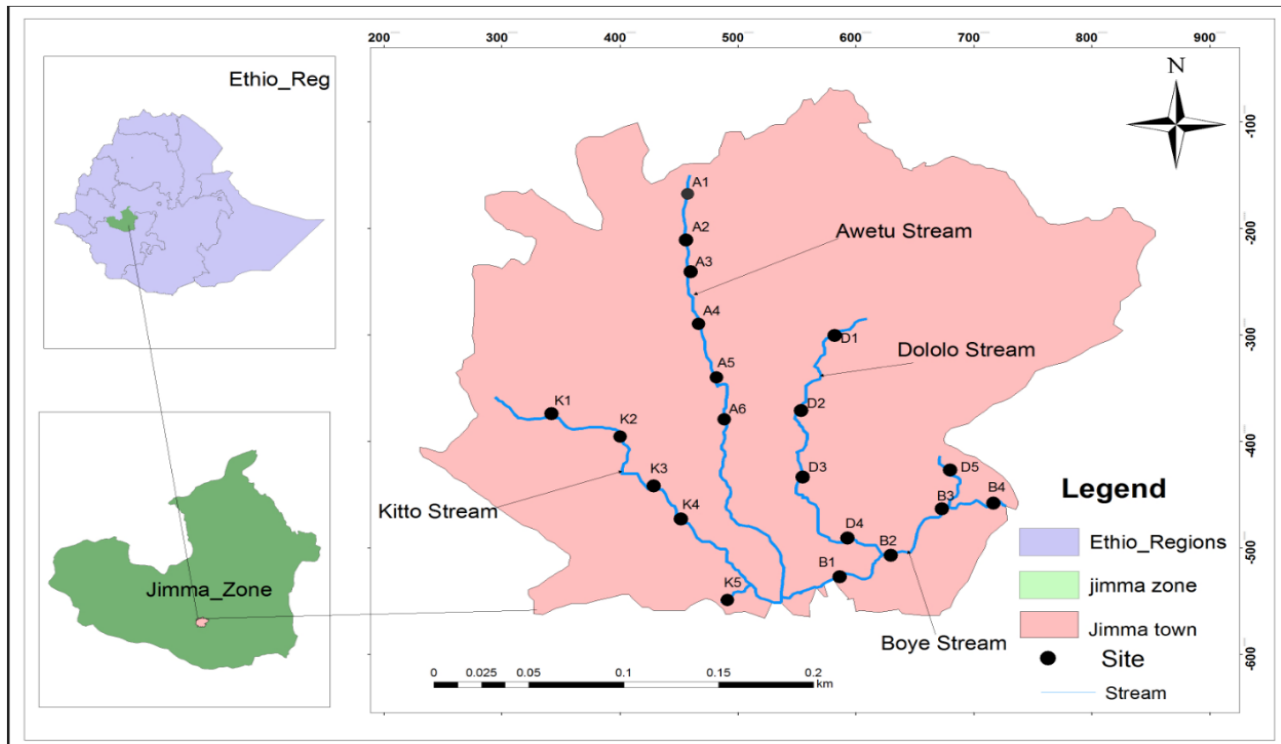 Ethio_Reg
Jimma_Zone
200 300 400 500 600 700 800 900
-100
-200
-300
-400
-500
-600
N
A1
A2
A3
Awetu Stream
A4
D1
Dololo Stream
A5
K1
D2
A6
K2
D3
D5
K3
B3
B4
Kitto Stream
K4
D4
B2
B1
K5
Boye Stream
0 0.025 0.05 0.1 0.15 0.2
km
Legend
Ethio_Regions
jimma zone
Jimma town
Site
Stream